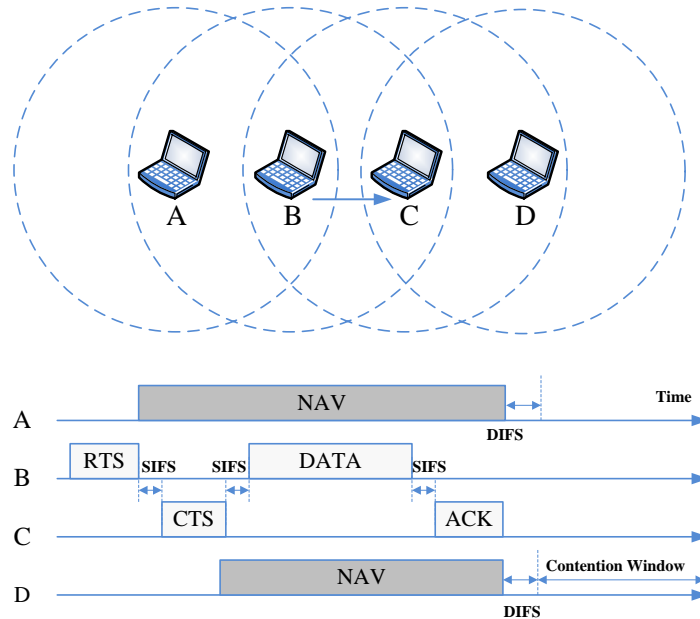 A
B
C
D
A
NAV
Time
DIFS
B
RTS
SIFS
SIFS
DATA
SIFS
C
CTS
ACK
D
NAV
Contention Window
DIFS